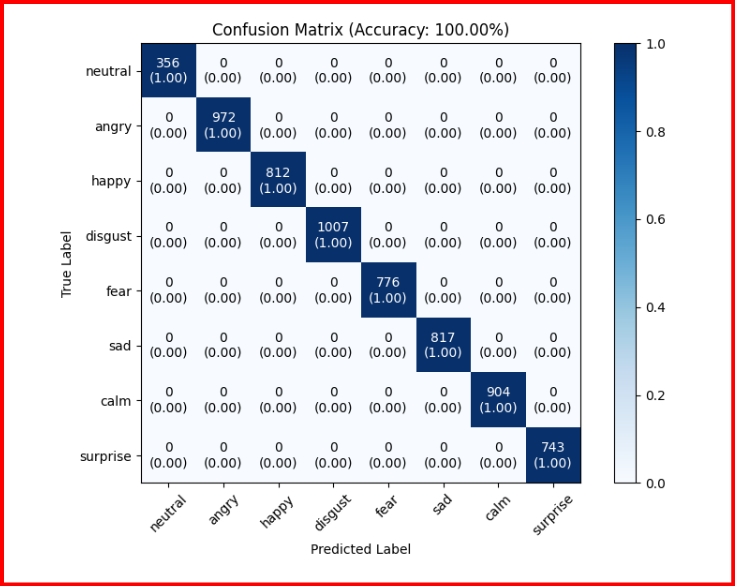 Confusion Matrix (Accuracy: 100.00%)
neutral 356 0 0 0 0 0 0 0
(1.00) (0.00) (0.00) (0.00) (0.00) (0.00) (0.00) (0.00)
angry 0 972 0 0 0 0 0 0
(0.00) (1.00) (0.00) (0.00) (0.00) (0.00) (0.00) (0.00)
happy 0 0 812 0 0 0 0 0
(0.00) (0.00) (1.00) (0.00) (0.00) (0.00) (0.00) (0.00)
disgust 0 0 0 1007 0 0 0 0
(0.00) (0.00) (0.00) (1.00) (0.00) (0.00) (0.00) (0.00)
fear 0 0 0 0 776 0 0 0
(0.00) (0.00) (0.00) (0.00) (1.00) (0.00) (0.00) (0.00)
sad 0 0 0 0 0 817 0 0
(0.00) (0.00) (0.00) (0.00) (0.00) (1.00) (0.00) (0.00)
calm 0 0 0 0 0 0 904 0
(0.00) (0.00) (0.00) (0.00) (0.00) (0.00) (1.00) (0.00)
surprise 0 0 0 0 0 0 0 743
(0.00) (0.00) (0.00) (0.00) (0.00) (0.00) (0.00) (1.00)
True Label
neutral angry happy disgust fear sad calm surprise
Predicted Label
1.0
0.8
0.6
0.4
0.2
0.0